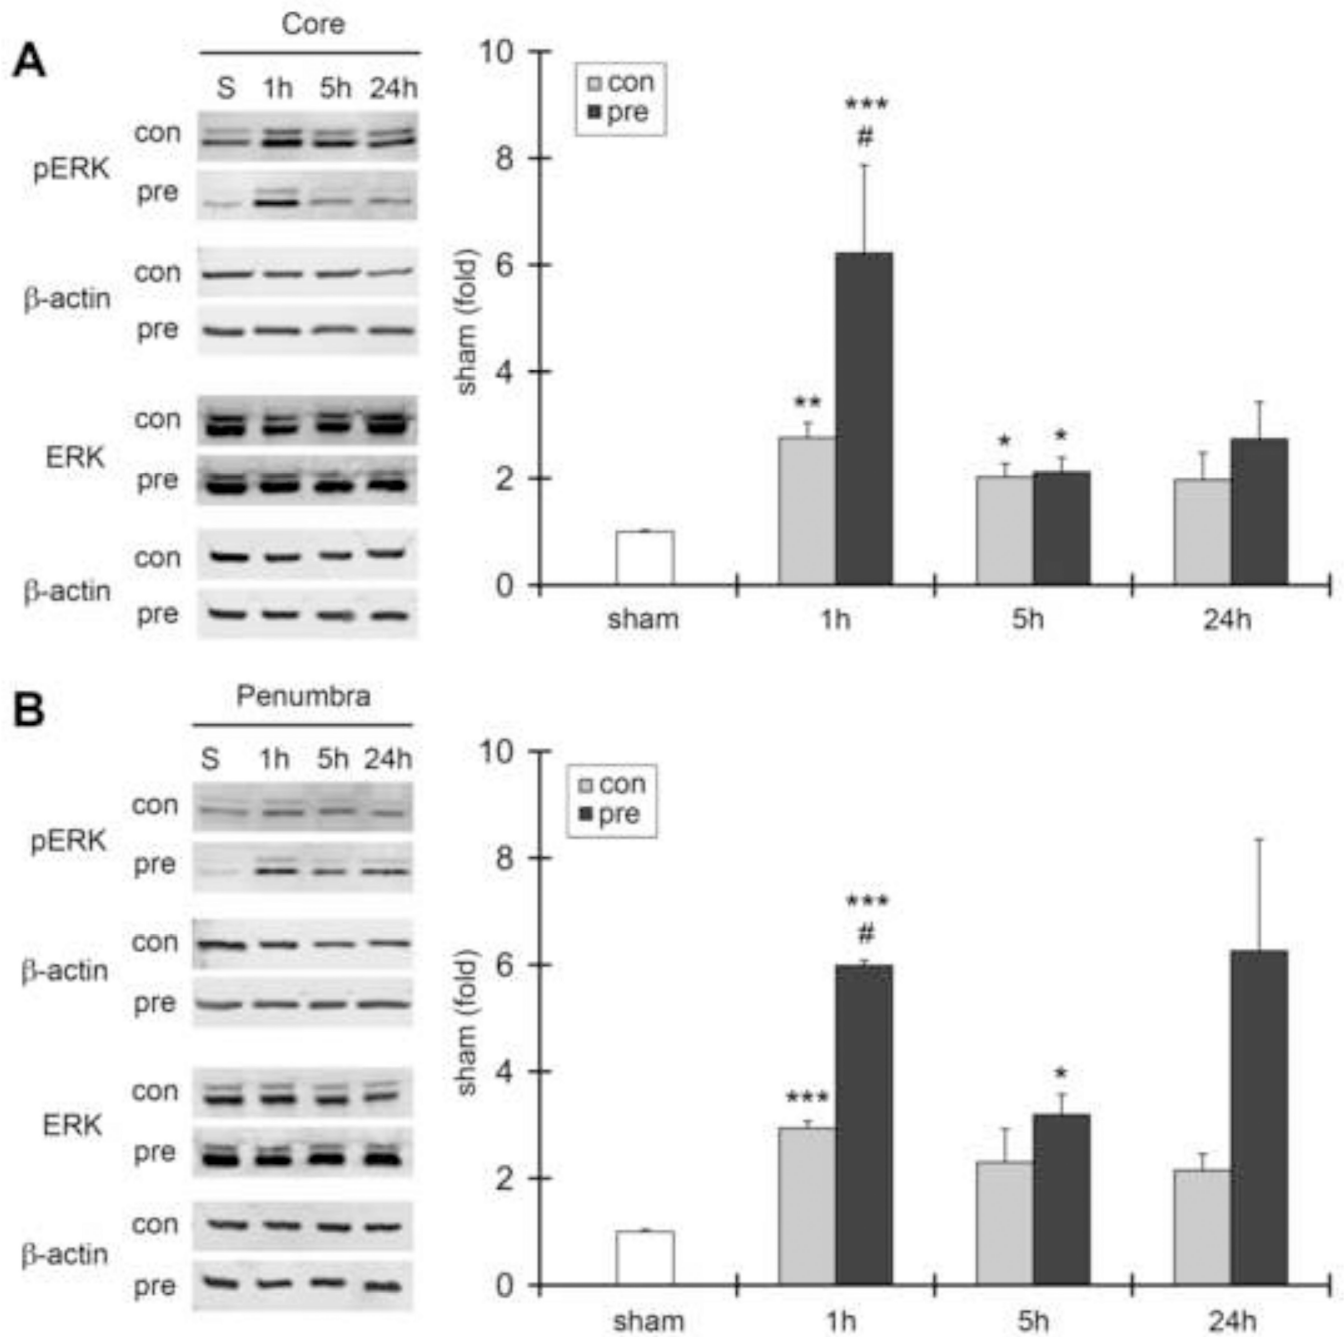 A
Core
S 1h 5h 24h
pERK
con
pre
β-actin
con
pre
ERK
con
pre
β-actin
con
pre
sham (fold)
10
8
6
4
2
0
con
pre
***
#
**
*
*
sham 1h 5h 24h
B
Penumbra
S 1h 5h 24h
pERK
con
pre
β-actin
con
pre
ERK
con
pre
β-actin
con
pre
sham (fold)
10
8
6
4
2
0
con
pre
***
#
***
*
sham 1h 5h 24h